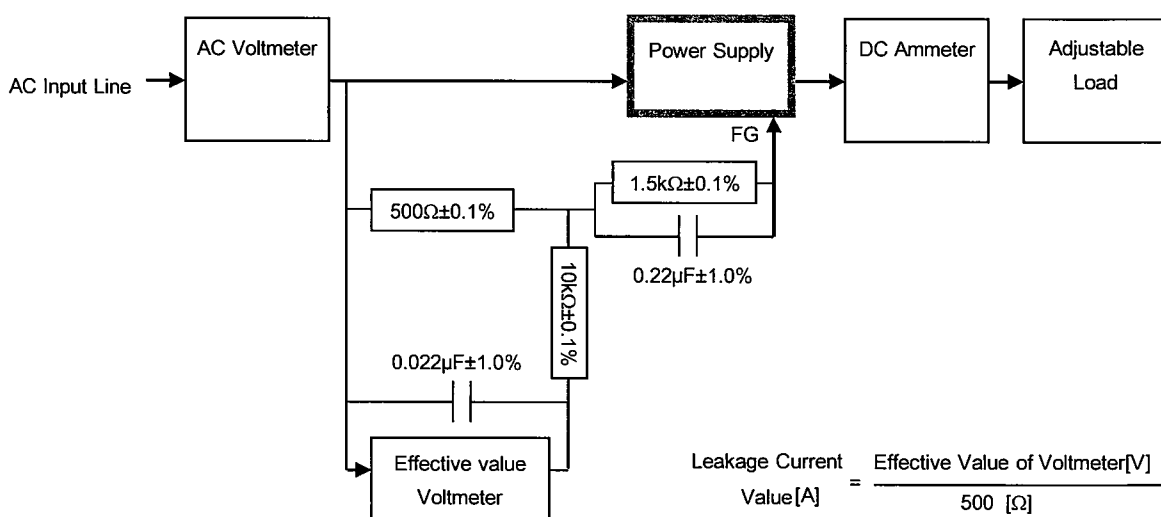 AC Voltmeter
Power Supply
DC Ammeter
Adjustable
Load
AC Input Line
FG
1.5kΩ±0.1%
500Ω±0.1%
0.22µF±1.0%
10kΩ±0.1%
0.022µF±1.0%
Effective value
Voltmeter
Leakage Current
Value[A]
=
Effective Value of Voltmeter[V]
500 [Ω]